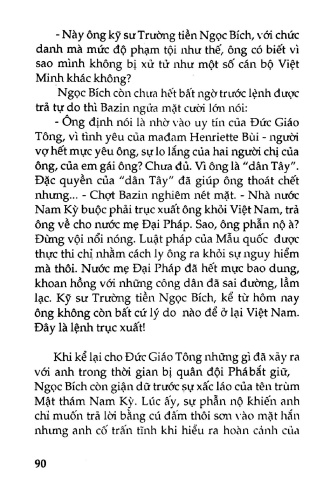 - Này ông kỹ sư Trường tiền Ngọc Bích, với chức
danh mà mức độ phạm tội như thế, ông có biết vì
sao mình không bị xử tử như một số cán bộ Việt
Minh khác không?
Ngọc Bích còn chưa hết bất ngờ trước lệnh được
trả tự do thì Bazin ngửa mặt cười lớn nói:
- Ông định nói là nhờ vào uy tín của Đức Giáo
Tông, vì tình yêu của mađam Henriette Bùi - người
vợ hết mực yêu ông, sự lo lắng của hai người chị của
ông, của em gái ông? Chưa đủ. Vì ông là “dân Tây”.
Đặc quyền của “dân Tây” đã giúp ông thoát chết
nhưng... - Chợt Bazin nghiêm nét mặt. - Nhà nước
Nam Kỳ buộc phải trục xuất ông khỏi Việt Nam, trả
ông về cho nước mẹ Đại Pháp. Sao, ông phẫn nộ à?
Đừng vội nổi nóng. Luật pháp của Mẫu quốc được
thực thi chỉ nhằm cách ly ông ra khỏi sự nguy hiểm
mà thôi. Nước mẹ Đại Pháp đã hết mực bao dung,
khoan hồng với những công dân đã sai đường, lầm
lạc. Kỹ sư Trường tiền Ngọc Bích, kể từ hôm nay
ông không còn bất cứ lý do nào để ở lại Việt Nam.
Đây là lệnh trục xuất!
Khi kể lại cho Đức Giáo Tông những gì đã xảy ra
với anh trong thời gian bị quân đội Phábắt giữ,
Ngọc Bích còn giận dữ trước sự xấc láo của tên trùm
Mật thám Nam Kỳ. Lúc ấy, sự phẫn nộ khiến anh
chỉ muốn trả lời bằng cú đấm thôi sơn vào mặt hắn
nhưng anh cố trấn tĩnh khi hiểu ra hoàn cảnh của
90